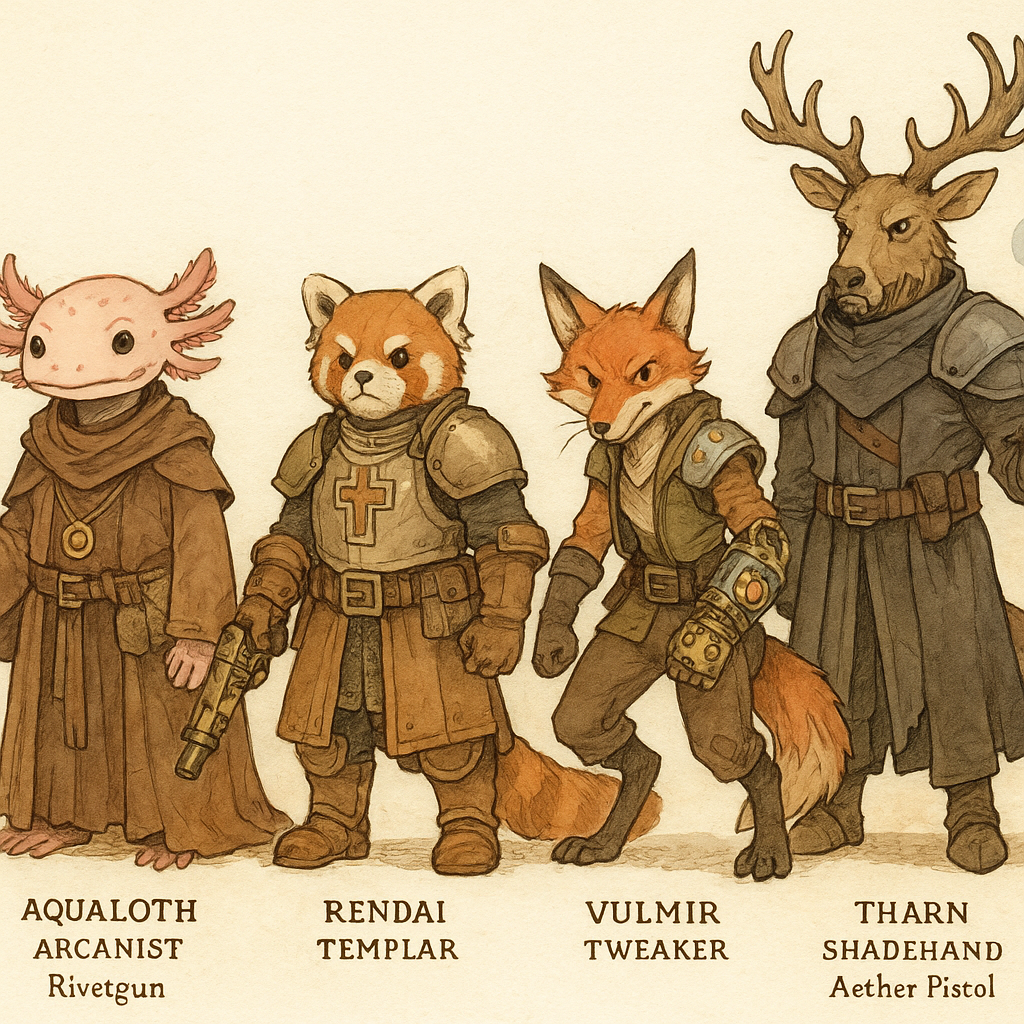 AQUALOTH
ARCANIST
Rivetgun
RENDAI
TEMPLAR
VULMIR
TWEAKER
THARN
SHADEHAND
Aether Pistol